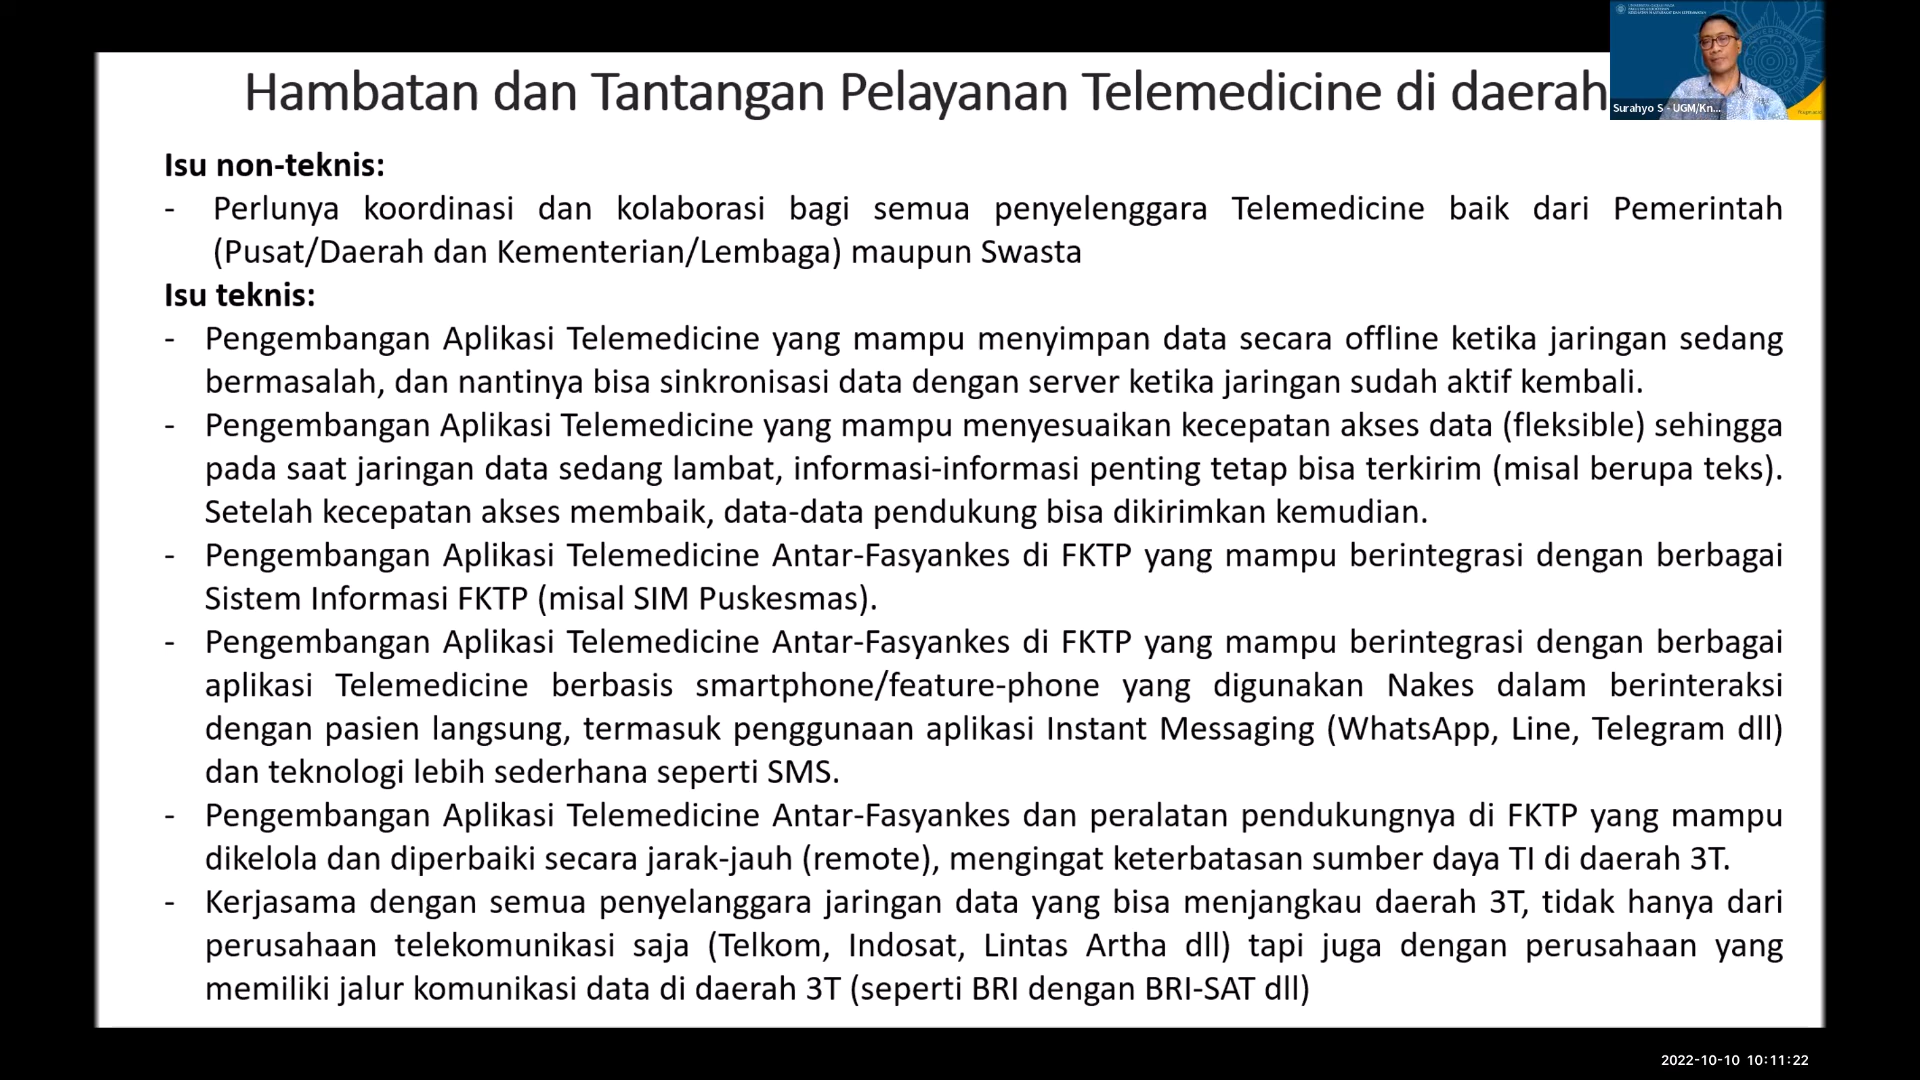 Hambatan dan Tantangan Pelayanan Telemedicine di daerah
Surahyo S - UGM/Kn...
Isu non-teknis:
- Perlunya koordinasi dan kolaborasi bagi semua penyelenggara Telemedicine baik dari Pemerintah
(Pusat/Daerah dan Kementerian/Lembaga) maupun Swasta
Isu teknis:
- Pengembangan Aplikasi Telemedicine yang mampu menyimpan data secara offline ketika jaringan sedang
bermasalah, dan nantinya bisa sinkronisasi data dengan server ketika jaringan sudah aktif kembali.
- Pengembangan Aplikasi Telemedicine yang mampu menyesuaikan kecepatan akses data (fleksible) sehingga
pada saat jaringan data sedang lambat, informasi-informasi penting tetap bisa terkirim (misal berupa teks).
Setelah kecepatan akses membaik, data-data pendukung bisa dikirimkan kemudian.
- Pengembangan Aplikasi Telemedicine Antar-Fasyankes di FKTP yang mampu berintegrasi dengan berbagai
Sistem Informasi FKTP (misal SIM Puskesmas).
- Pengembangan Aplikasi Telemedicine Antar-Fasyankes di FKTP yang mampu berintegrasi dengan berbagai
aplikasi Telemedicine berbasis smartphone/feature-phone yang digunakan Nakes dalam berinteraksi
dengan pasien langsung, termasuk penggunaan aplikasi Instant Messaging (WhatsApp, Line, Telegram dll)
dan teknologi lebih sederhana seperti SMS.
- Pengembangan Aplikasi Telemedicine Antar-Fasyankes dan peralatan pendukungnya di FKTP yang mampu
dikelola dan diperbaiki secara jarak-jauh (remote), mengingat keterbatasan sumber daya TI di daerah 3T.
- Kerjasama dengan semua penyelanggara jaringan data yang bisa menjangkau daerah 3T, tidak hanya dari
perusahaan telekomunikasi saja (Telkom, Indosat, Lintas Artha dll) tapi juga dengan perusahaan yang
memiliki jalur komunikasi data di daerah 3T (seperti BRI dengan BRI-SAT dll)
2022-10-10 10:11:22